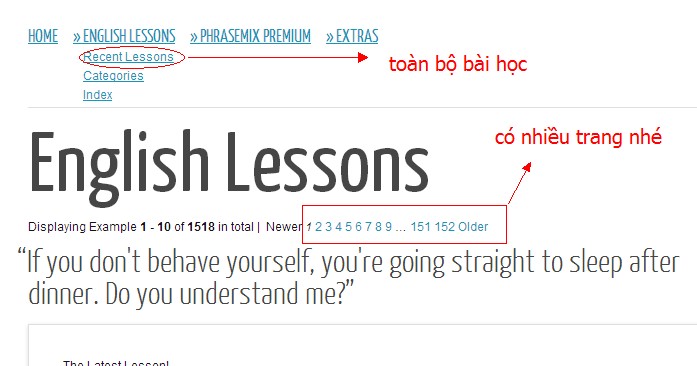 HOME » ENGLISH LESSONS » PHRASEMIX PREMIUM » EXTRAS
Recent Lessons
toàn bộ bài học
Categories
Index
có nhiều trang nhé
English Lessons
Displaying Example 1 - 10 of 1518 in total | Newer 1 2 3 4 5 6 7 8 9 ... 151 152 Older
“If you don't behave yourself, you're going straight to sleep after
dinner. Do you understand me?”
The Latest Lesson!